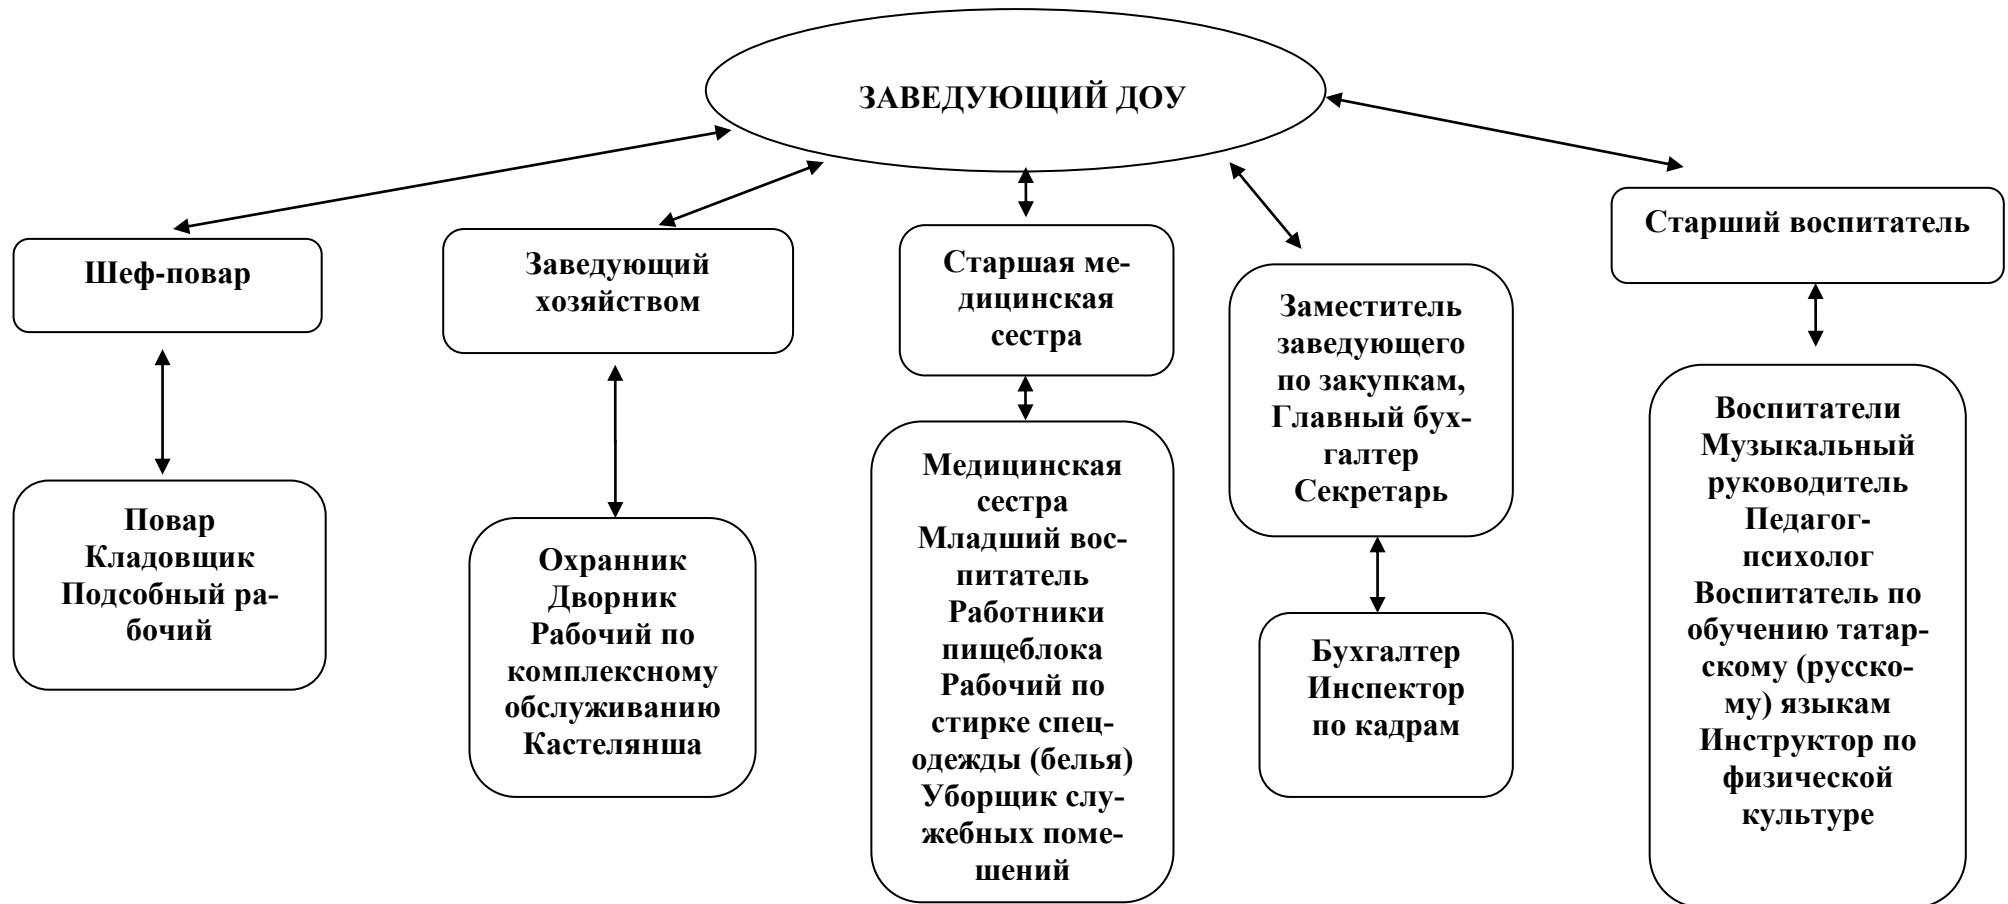 ЗАВЕДУЮЩИЙ ДОУ
Шеф-повар
Заведующий
хозяйством
Старшая ме-
дицинская
сестра
Заместитель
заведующего
по закупкам,
Главный бух-
галтер
Секретарь
Старший воспитатель
Повар
Кладовщик
Подсобный ра-
бочий
Охранник
Дворник
Рабочий по
комплексному
обслуживанию
Кастелянша
Медицинская
сестра
Младший вос-
питатель
Работники
пищеблока
Рабочий по
стирке спец-
одежды (белья)
Уборщик слу-
жебных поме-
шений
Бухгалтер
Инспектор
по кадрам
Воспитатели
Музыкальный
руководитель
Педагог-
психолог
Воспитатель по
обучению татар-
скому (русско-
му) языкам
Инструктор по
физической
культуре